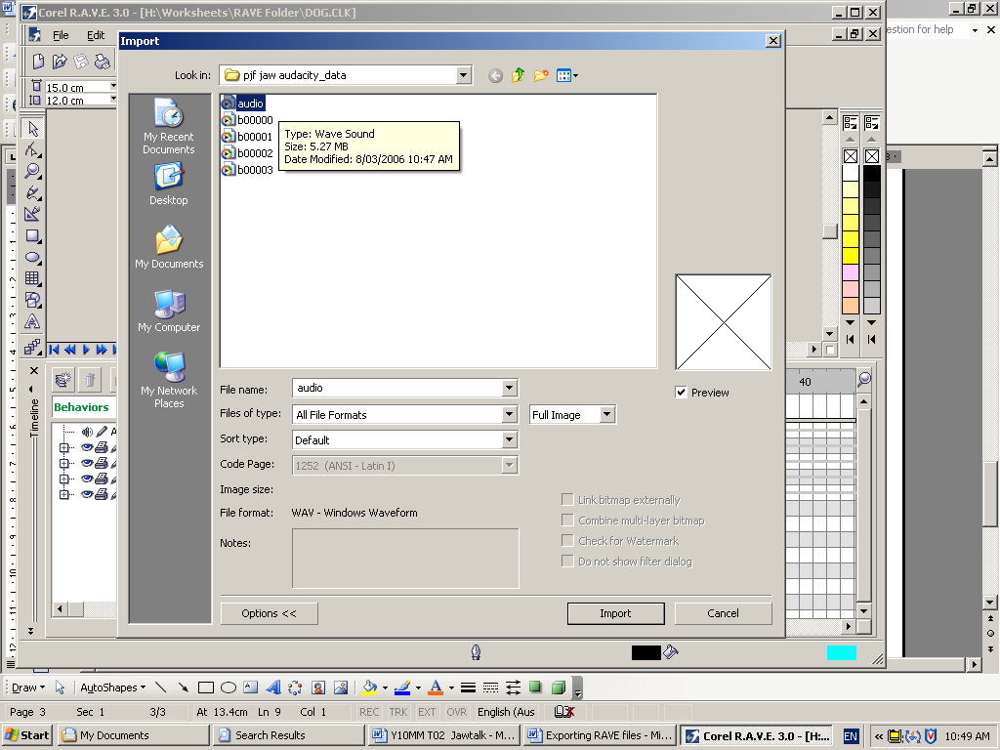 Corel R.A.V.E. 3.0 - [H:\Worksheets\RAVE Folder\DOG.CLK]
File Edit
estion for help
Import
Look in: pjf jaw audacity_data
15.0 cm
12.0 cm
My Recent Documents
Desktop
My Documents
My Computer
My Network Places
audio
b00000
b00001
b00002
b00003
Type: Wave Sound
Size: 5.27 MB
Date Modified: 8/03/2006 10:47 AM
File name: audio
Files of type: All File Formats Full Image
Sort type: Default
Code Page: 1252 (ANSI - Latin I)
Image size:
File format: WAV - Windows Waveform
Notes:
Preview
Link bitmap externally
Combine multi-layer bitmap
Check for Watermark
Do not show filter dialog
Options << Import Cancel
Timeline
Behaviors
40
Draw AutoShapes
Page 3 Sec 1 3/3 At 13.4cm Ln 9 Col 1 REC TRK EXT OVR English (Aus
Start My Documents Search Results Y10MM T02 Jawtalk - M... Exporting RAVE files - Mi... Corel R.A.V.E. 3.0 - [H:... EN « 10:49 AM